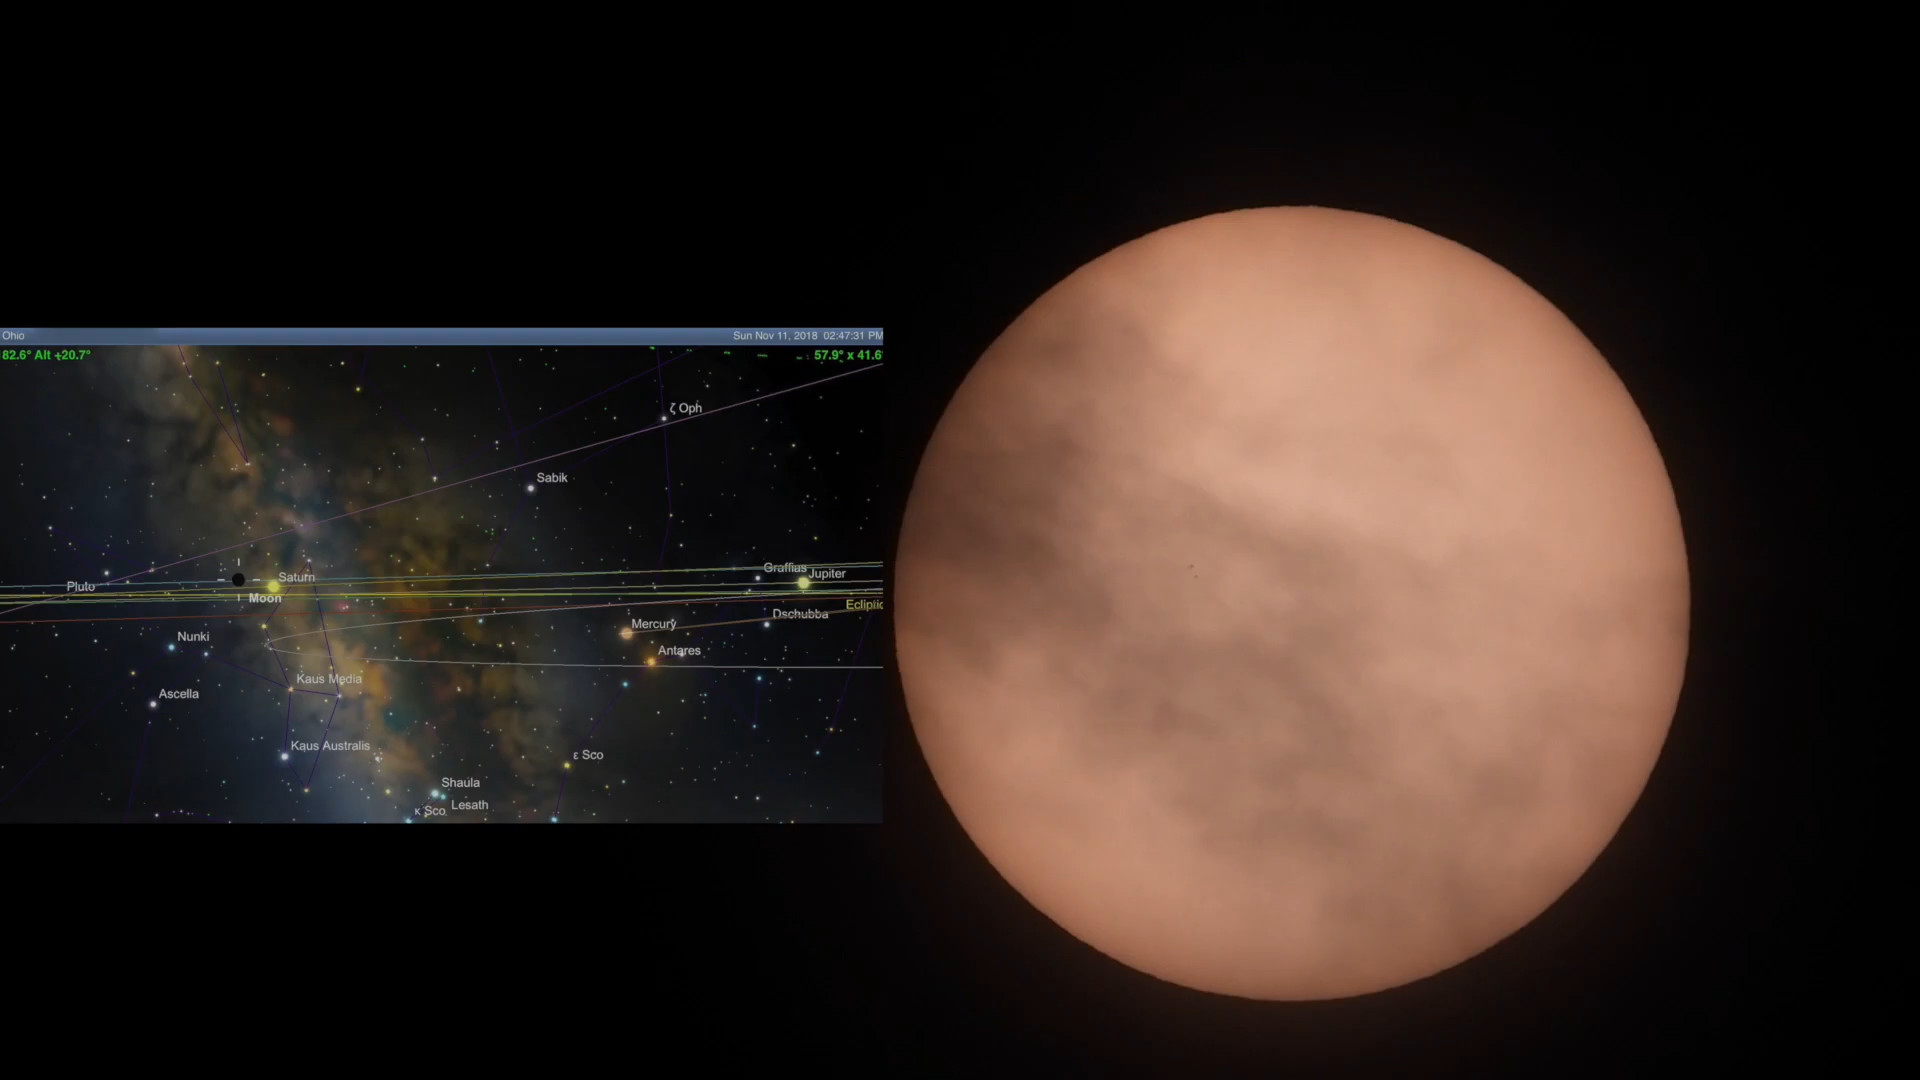 Ohio
Sun Nov 11, 2018 02:47:31 PM
82.6° Alt +20.7°
57.9° x 41.6°
ζ Oph
Sabik
Graffias
Jupiter
Saturn
Pluto
Moon
Ecliptic
Dschubba
Mercury
Nunki
Antares
Kaus Media
Ascella
Kaus Australis
ε Sco
Shaula
Lesath
κ Sco